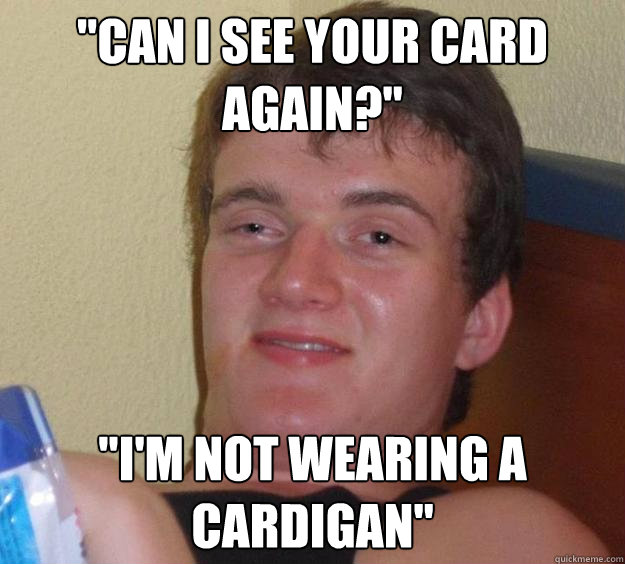 "CAN I SEE YOUR CARD
AGAIN?"
"I'M NOT WEARING A
CARDIGAN"
quickmeme.com